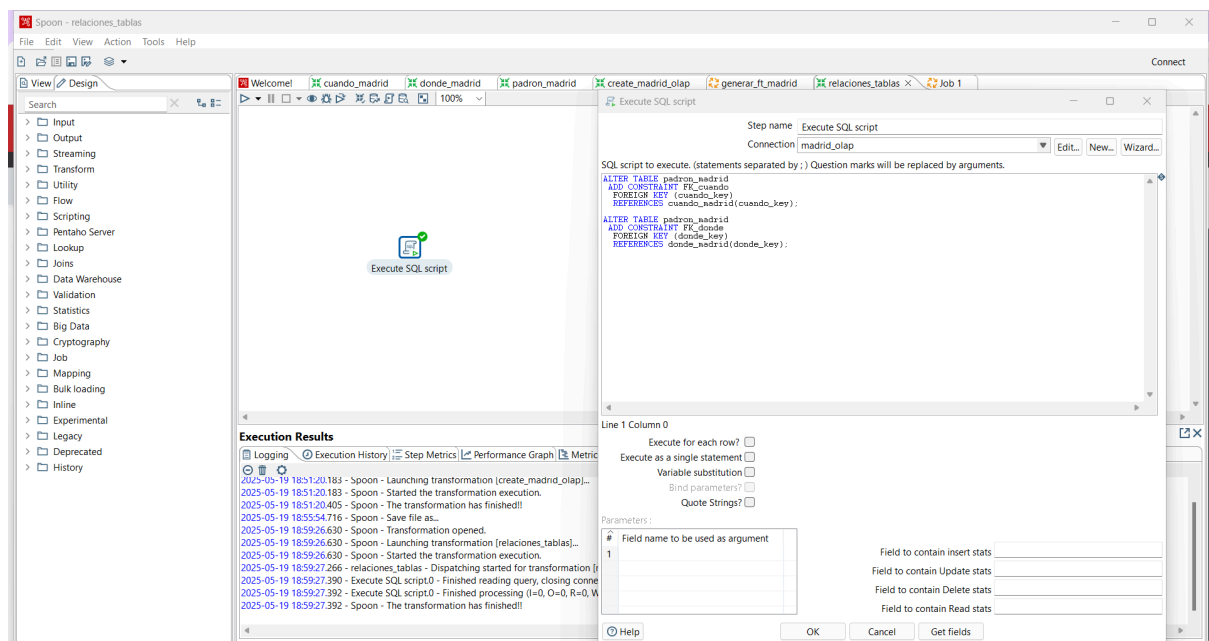 Spoon - relaciones_tablas
File Edit View Action Tools Help
Connect
View Design
Search
Input
Output
Streaming
Transform
Utility
Flow
Scripting
Pentaho Server
Lookup
Joins
Data Warehouse
Validation
Statistics
Big Data
Cryptography
Job
Mapping
Bulk loading
Inline
Experimental
Legacy
Deprecated
History
Welcome! cuando_madrid donde_madrid padron_madrid create_madrid_olap generar_ft_madrid relaciones_tablas Job 1
100%
Execute SQL script
Execution Results
Logging Execution History Step Metrics Performance Graph Metric
2025-05-19 18:51:20.183 - Spoon - Launching transformation [create_madrid_olap]...
2025-05-19 18:51:20.183 - Spoon - Started the transformation execution.
2025-05-19 18:51:20.405 - Spoon - The transformation has finished!!
2025-05-19 18:55:54.716 - Spoon - Save file as...
2025-05-19 18:59:26.630 - Spoon - Transformation opened.
2025-05-19 18:59:26.630 - Spoon - Launching transformation [relaciones_tablas]...
2025-05-19 18:59:26.630 - Spoon - Started the transformation execution.
2025-05-19 18:59:27.266 - relaciones_tablas - Dispatching started for transformation [r
2025-05-19 18:59:27.390 - Execute SQL script.0 - Finished reading query, closing conne
2025-05-19 18:59:27.392 - Execute SQL script.0 - Finished processing (I=0, O=0, R=0, W
2025-05-19 18:59:27.392 - Spoon - The transformation has finished!!
Execute SQL script
Step name Execute SQL script
Connection madrid_olap Edit... New... Wizard...
SQL script to execute. (statements separated by ; ) Question marks will be replaced by arguments.
ALTER TABLE padron_madrid
ADD CONSTRAINT FK_cuando
FOREIGN KEY (cuando_key)
REFERENCES cuando_madrid(cuando_key);
ALTER TABLE padron_madrid
ADD CONSTRAINT FK_donde
FOREIGN KEY (donde_key)
REFERENCES donde_madrid(donde_key);
Line 1 Column 0
Execute for each row?
Execute as a single statement
Variable substitution
Bind parameters?
Quote Strings?
Parameters :
# Field name to be used as argument
1
Field to contain insert stats
Field to contain Update stats
Field to contain Delete stats
Field to contain Read stats
Help OK Cancel Get fields